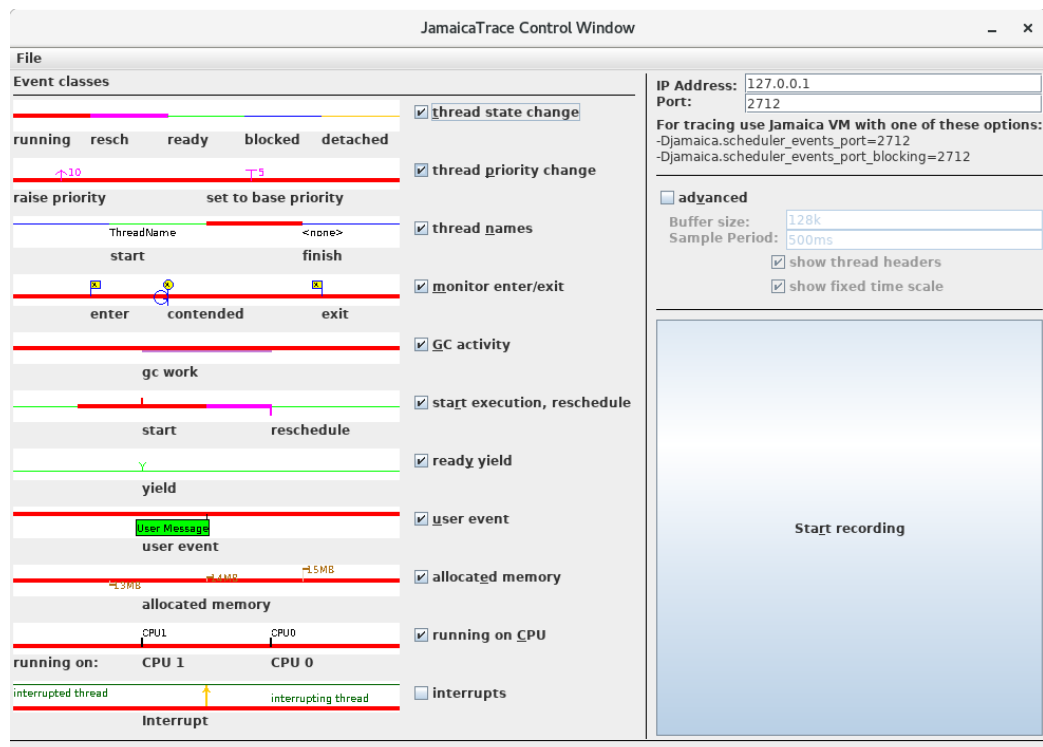 JamaicaTrace Control Window
File
Event classes
running resch ready blocked detached
thread state change
10 5
raise priority set to base priority
thread priority change
ThreadName <none>
start finish
thread names
x x x
enter contended exit
monitor enter/exit
gc work
GC activity
start reschedule
start execution, reschedule
yield
ready yield
User Message
user event
user event
13MB 14MB 15MB
allocated memory
allocated memory
CPU1 CPU0
running on: CPU 1 CPU 0
running on CPU
interrupted thread interrupting thread
Interrupt
interrupts
IP Address: 127.0.0.1
Port: 2712
For tracing use Jamaica VM with one of these options:
-Djamaica.scheduler_events_port=2712
-Djamaica.scheduler_events_port_blocking=2712
advanced
Buffer size: 128k
Sample Period: 500ms
show thread headers
show fixed time scale
Start recording